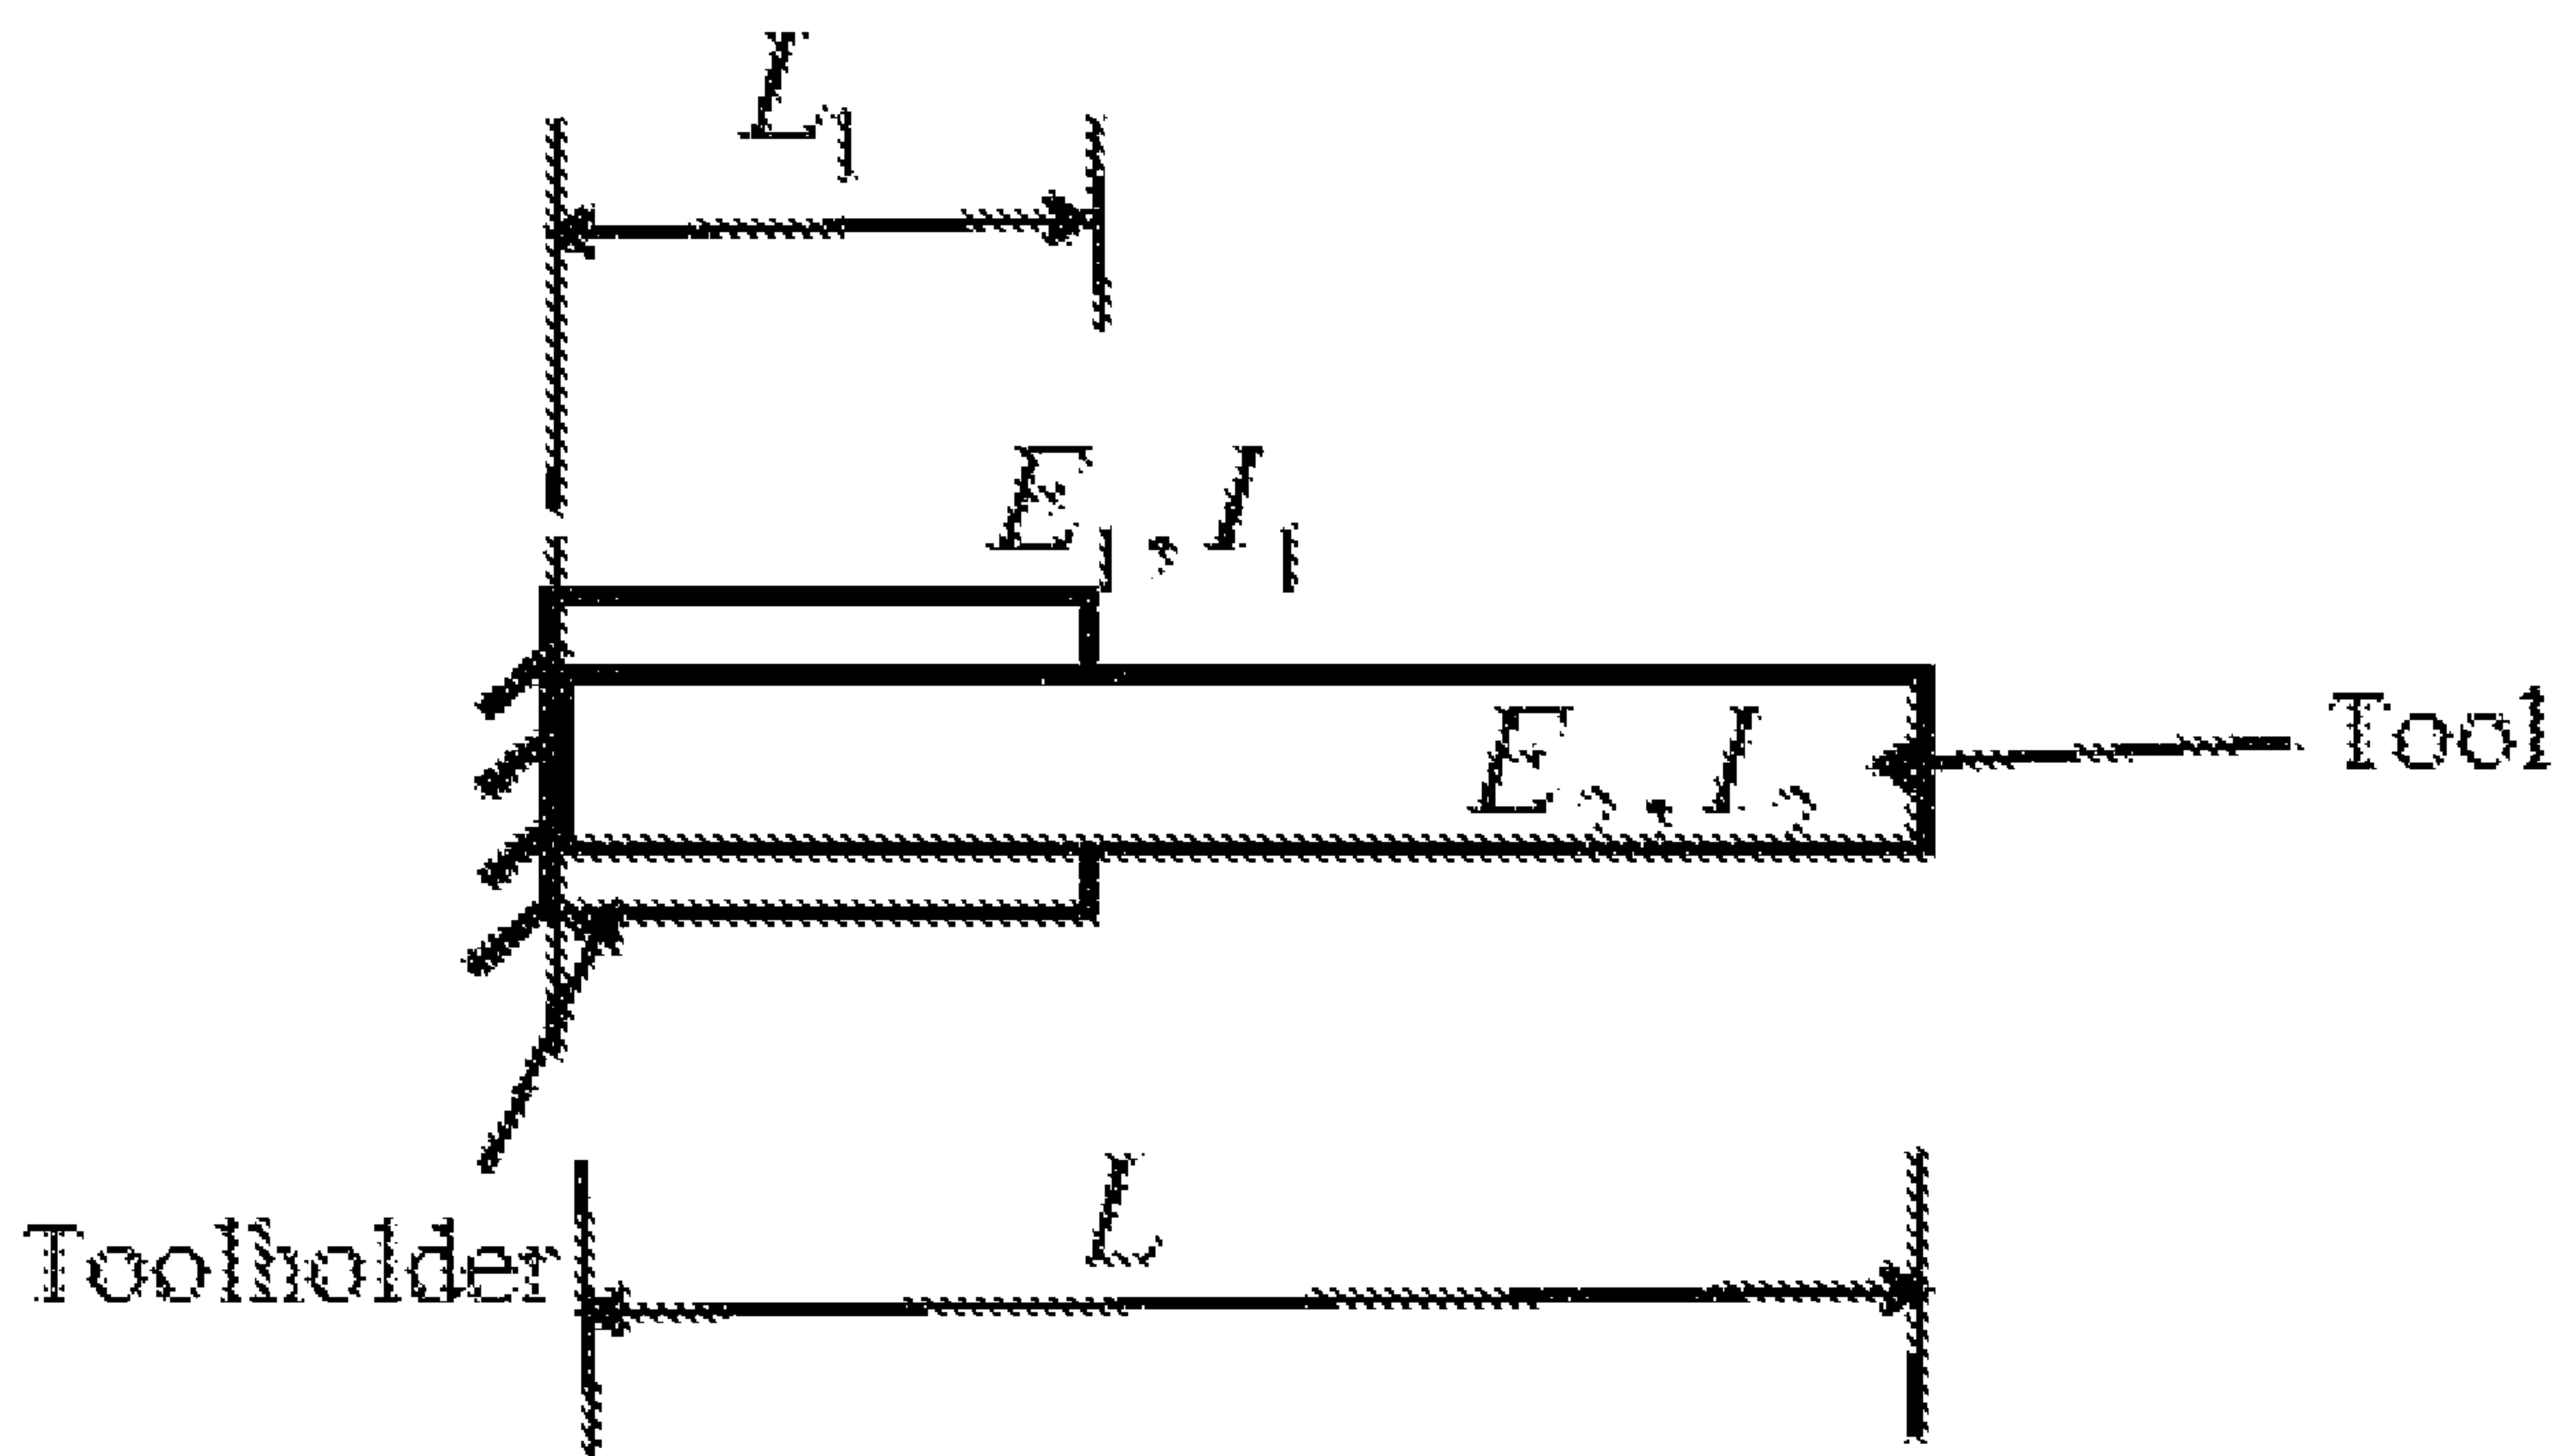 L₁
E₁, I₁
E₂, I₂
Tool
L
Toolholder